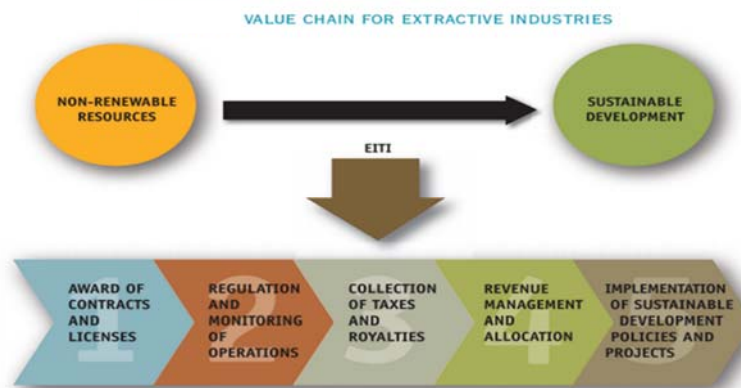 VALUE CHAIN FOR EXTRACTIVE INDUSTRIES
NON-RENEWABLE
RESOURCES
SUSTAINABLE
DEVELOPMENT
EITI
1
AWARD OF
CONTRACTS
AND
LICENSES
2
REGULATION
AND
MONITORING
OF
OPERATIONS
3
COLLECTION
OF TAXES
AND
ROYALTIES
4
REVENUE
MANAGEMENT
AND
ALLOCATION
5
IMPLEMENTATION
OF SUSTAINABLE
DEVELOPMENT
POLICIES AND
PROJECTS